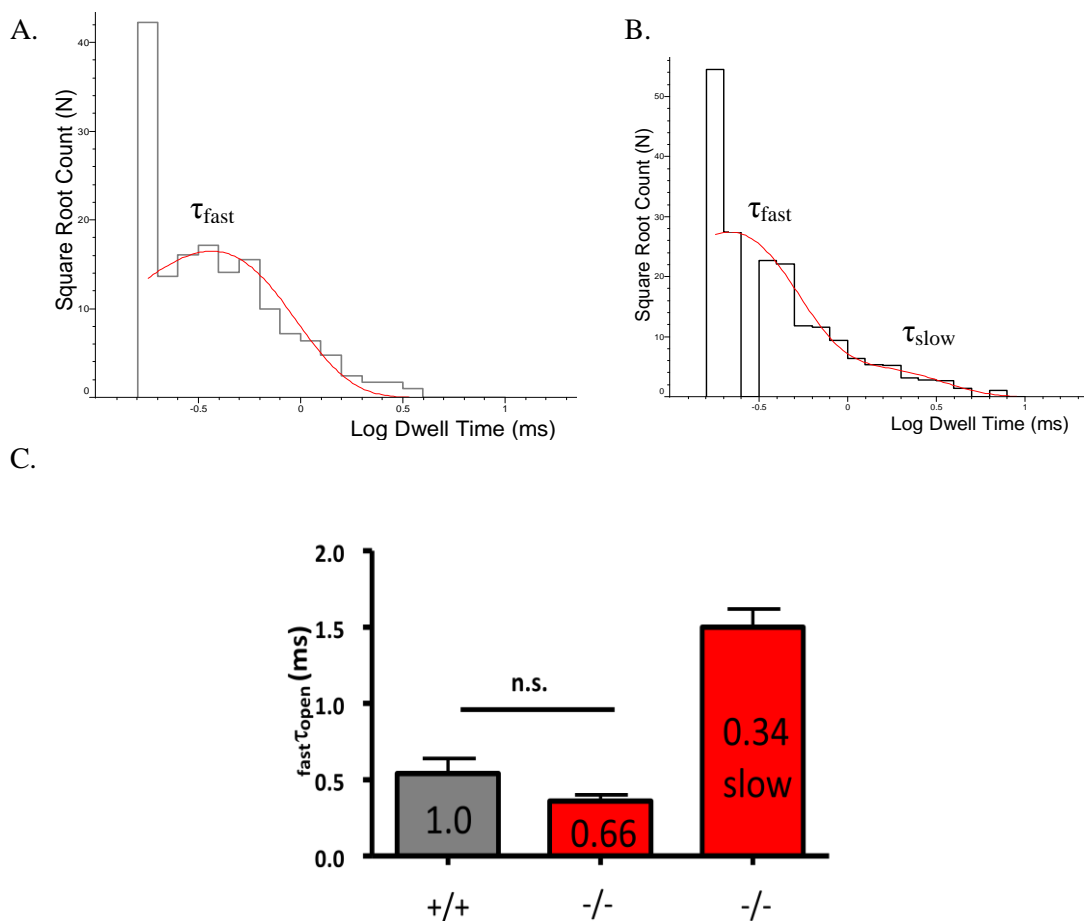 A.
Square Root Count (N)
40
30
20
10
0
τfast
-0.5
0
0.5
1
Log Dwell Time (ms)
B.
Square Root Count (N)
50
40
30
20
10
0
τfast
τslow
-0.5
0
0.5
1
Log Dwell Time (ms)
C.
fast τopen (ms)
2.0
1.5
1.0
0.5
0.0
n.s.
1.0
0.66
0.34
slow
+/+
-/-
-/-